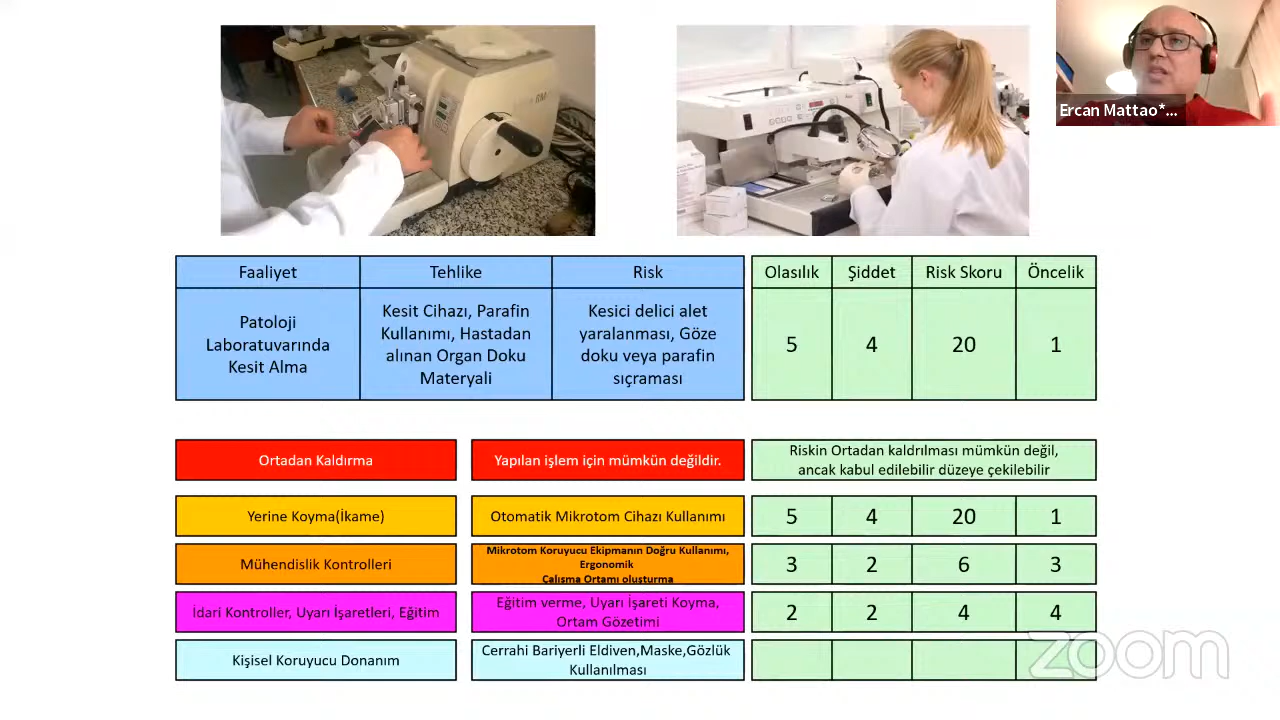 Ercan Mattao*...
Faaliyet
Tehlike
Risk
Olasılık
Şiddet
Risk Skoru
Öncelik
Patoloji
Laboratuvarında
Kesit Alma
Kesit Cihazı, Parafin
Kullanımı, Hastadan
alınan Organ Doku
Materyali
Kesici delici alet
yaralanması, Göze
doku veya parafin
sıçraması
5
4
20
1
Ortadan Kaldırma
Yapılan işlem için mümkün değildir.
Riskin Ortadan kaldrılması mümkün değil,
ancak kabul edilebilir düzeye çekilebilir
Yerine Koyma(İkame)
Otomatik Mikrotom Cihazı Kullanımı
5
4
20
1
Mühendislik Kontrolleri
Mikrotom Koruyucu Ekipmanın Doğru Kullanımı,
Ergonomik
Çalışma Ortamı oluşturma
3
2
6
3
İdari Kontroller, Uyarı İşaretleri, Eğitim
Eğitim verme, Uyarı İşareti Koyma,
Ortam Gözetimi
2
2
4
4
Kişisel Koruyucu Donanım
Cerrahi Bariyerli Eldiven,Maske,Gözlük
Kullanılması
zoom